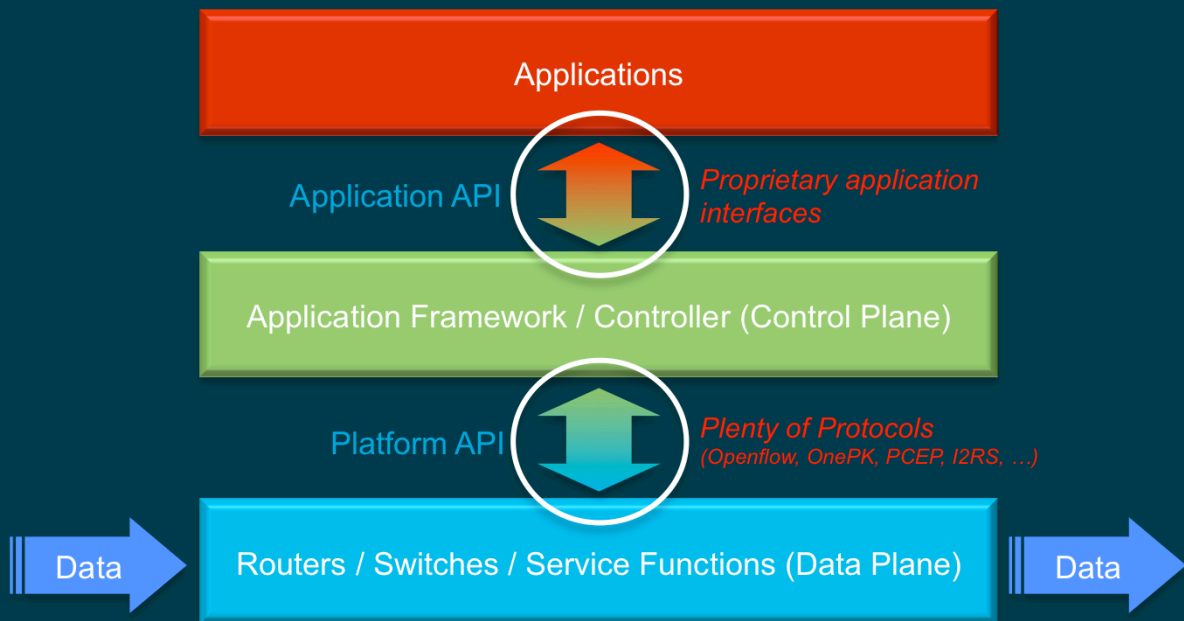 Applications
Application API
Proprietary application
interfaces
Application Framework / Controller (Control Plane)
Platform API
Plenty of Protocols
(Openflow, OnePK, PCEP, I2RS, …)
Data
Routers / Switches / Service Functions (Data Plane)
Data